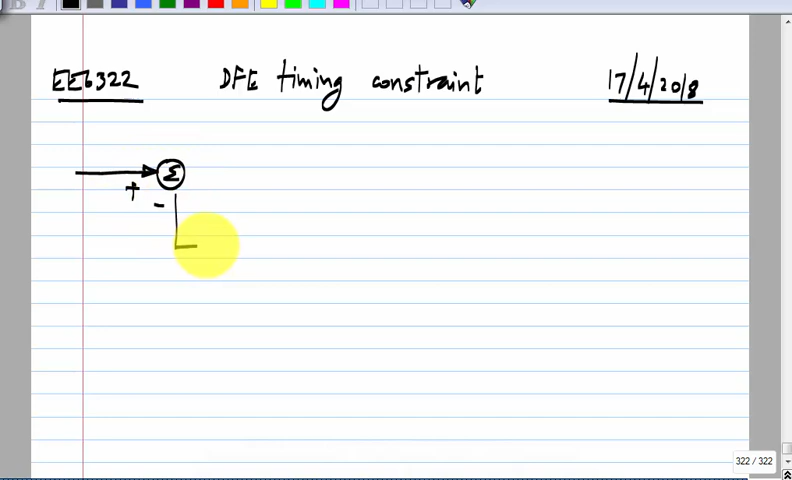 EE6322 DFE timing constraint 17/4/2018
Σ
+
-
322 / 322